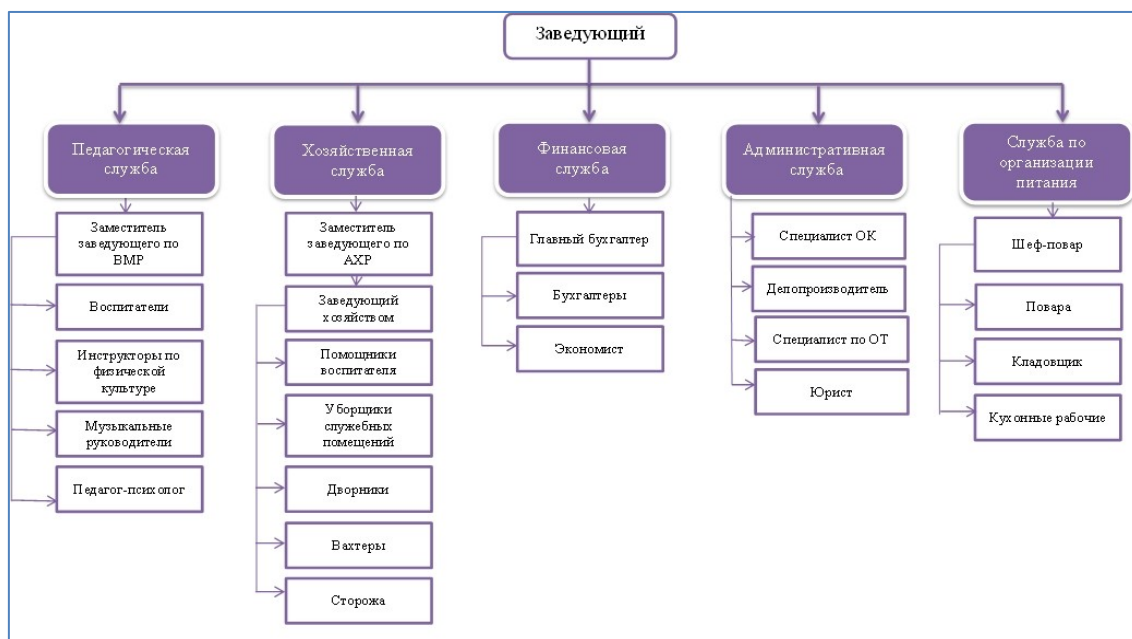 Заведующий
Педагогическая
служба
Хозяйственная
служба
Финансовая
служба
Административная
служба
Служба по
организации
питания
Заместитель
заведующего по
ВМР
Воспитатели
Инструкторы по
физической
культуре
Музыкальные
руководители
Педагог-психолог
Заместитель
заведующего по
АХР
Заведующий
хозяйством
Помощники
воспитателя
Уборщики
служебных
помещений
Дворники
Вахтеры
Сторожа
Главный бухгалтер
Бухгалтеры
Экономист
Специалист ОК
Делопроизводитель
Специалист по ОТ
Юрист
Шеф-повар
Повара
Кладовщик
Кухонные рабочие